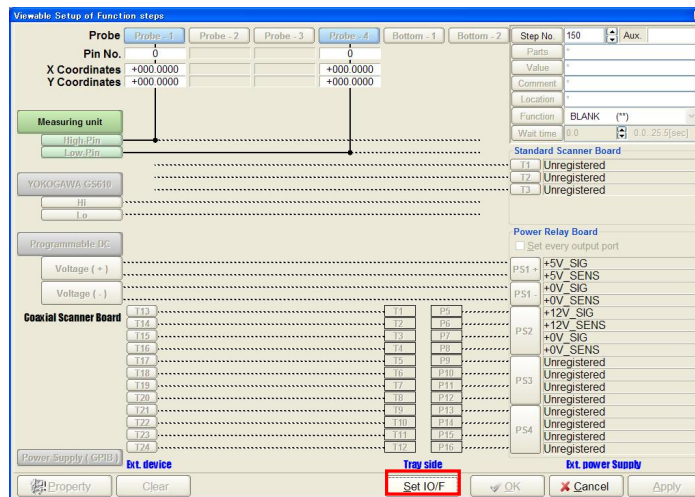 Viewable Setup of Function steps
Probe Probe - 1 Probe - 2 Probe - 3 Probe - 4 Bottom - 1 Bottom - 2
Pin No. 0 0
X Coordinates +000.0000 +000.0000
Y Coordinates +000.0000 +000.0000
Measuring unit
High-Pin
Low-Pin
YOKOGAWA GS610
Hi
Lo
Programmable DC
Voltage ( + )
Voltage ( - )
Coaxial Scanner Board
T13 T1 P5
T14 T2 P6
T15 T3 P7
T16 T4 P8
T17 T5 P9
T18 T6 P10
T19 T7 P11
T20 T8 P12
T21 T9 P13
T22 T10 P14
T23 T11 P15
T24 T12 P16
Power Supply ( GPIB )
Ext. device Tray side Ext. power Supply
Step No. 150 Aux.
Parts *
Value *
Comment *
Location *
Function BLANK (**)
Wait time 0.0 0.0..25.5[sec]
Standard Scanner Board
T1 Unregistered
T2 Unregistered
T3 Unregistered
Power Relay Board
Set every output port
PS1 + +5V_SIG
+5V_SENS
PS1 - +0V_SIG
+0V_SENS
PS2 +12V_SIG
+12V_SENS
+0V_SIG
+0V_SENS
PS3 Unregistered
Unregistered
Unregistered
Unregistered
PS4 Unregistered
Unregistered
Unregistered
Unregistered
Property Clear Set IO/F OK Cancel Apply